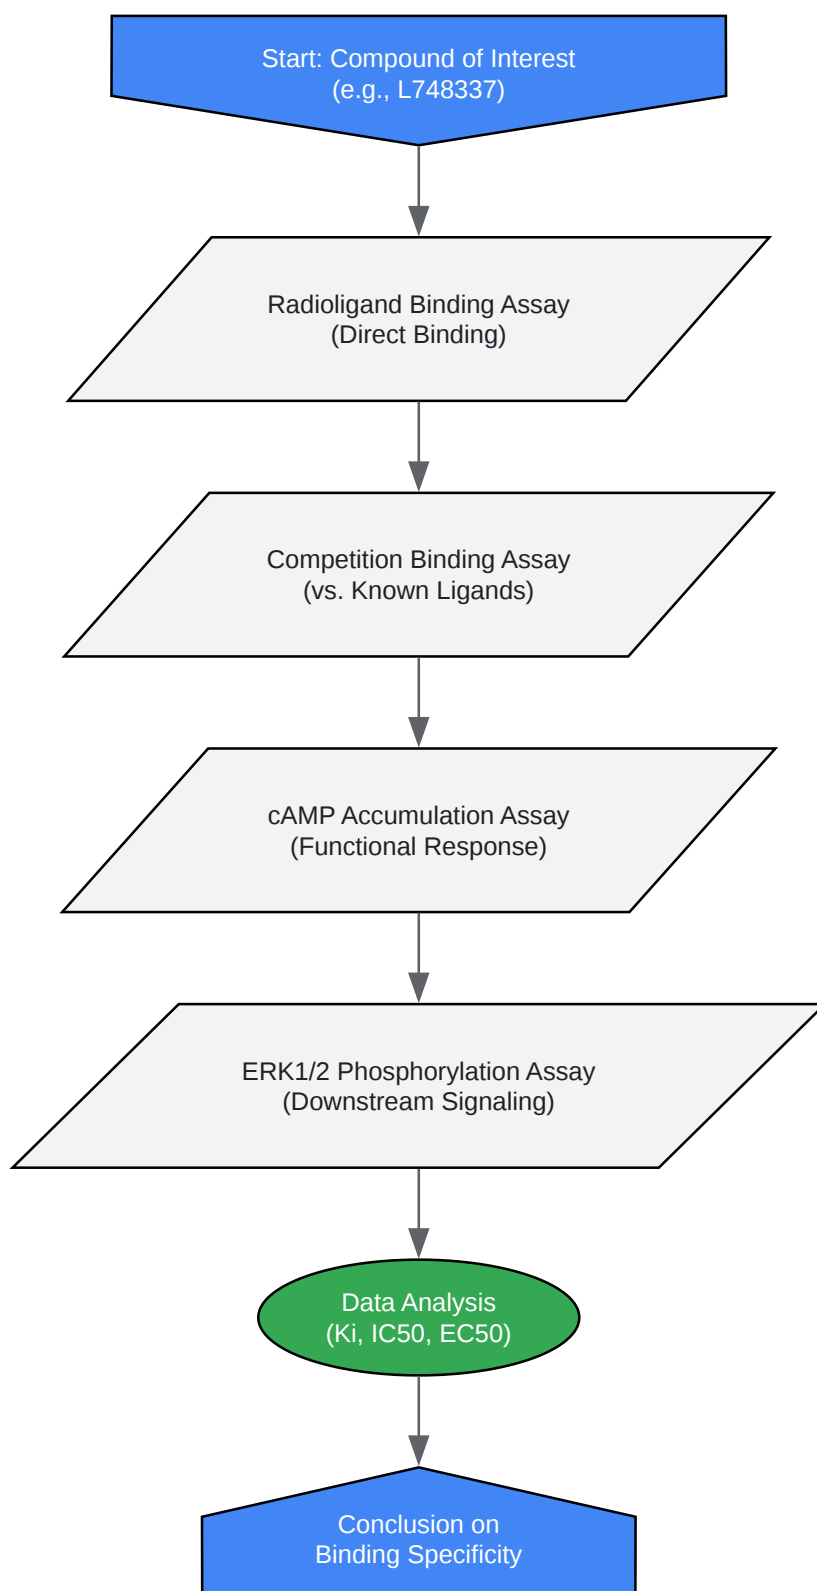 Start: Compound of Interest
(e.g., L748337)
Radioligand Binding Assay
(Direct Binding)
Competition Binding Assay
(vs. Known Ligands)
cAMP Accumulation Assay
(Functional Response)
ERK1/2 Phosphorylation Assay
(Downstream Signaling)
Data Analysis
(Ki, IC50, EC50)
Conclusion on
Binding Specificity